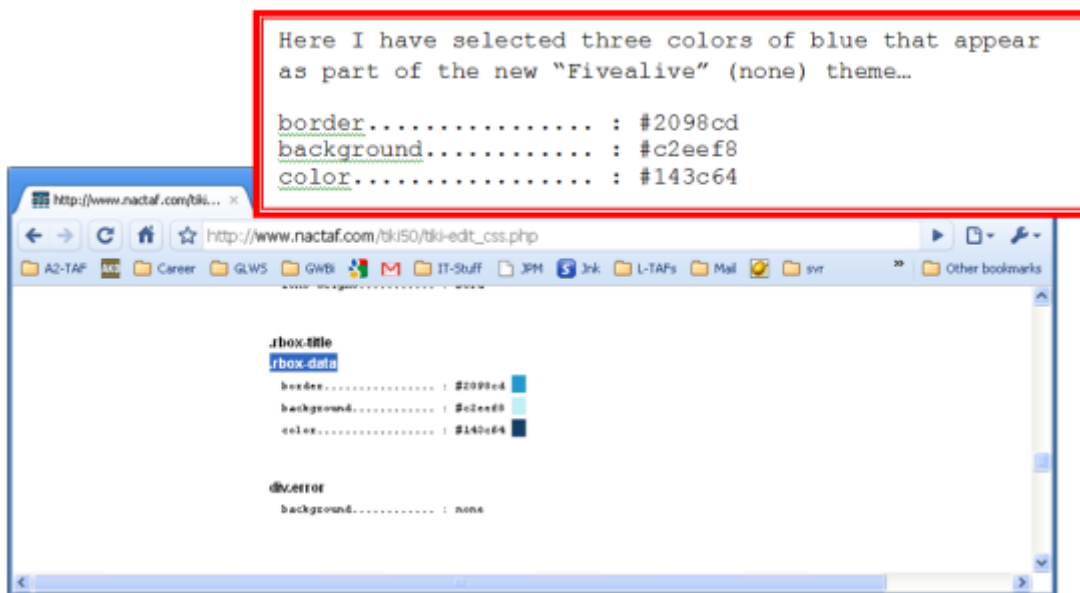 Here I have selected three colors of blue that appear
as part of the new “Fivealive” (none) theme…
border................ : #2098cd
background............ : #c2eef8
color................. : #143c64
http://www.nactaf.com/tiki...
http://www.nactaf.com/tiki50/tiki-edit_css.php
A2-TAF Career GLWS GWBI IT-Stuff JPM Jnk L-TAFs Mail svr » Other bookmarks
.rbox-title
.rbox-data
border................ : #2098cd
background............ : #c2eef8
color................. : #143c64
div.error
background............ : none